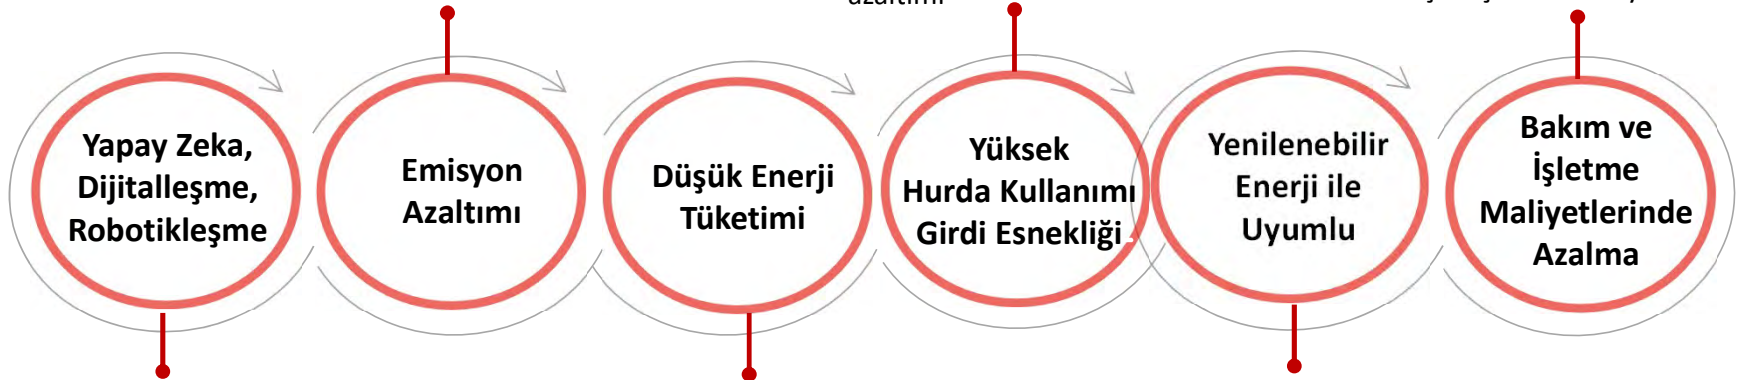 azaltımı
Yapay Zeka,
Dijitalleşme,
Robotikleşme
Emisyon
Azaltımı
Düşük Enerji
Tüketimi
Yüksek
Hurda Kullanımı
Girdi Esnekliği
Yenilenebilir
Enerji ile
Uyumlu
Bakım ve
İşletme
Maliyetlerinde
Azalma